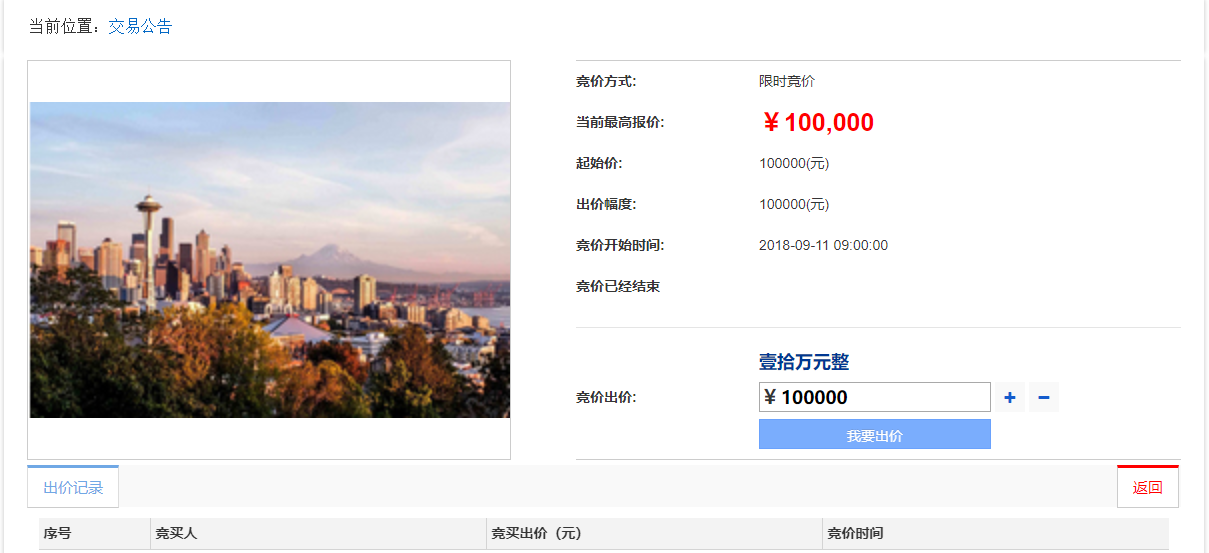 当前位置：交易公告
竞价方式： 限时竞价
当前最高报价： ￥100,000
起始价： 100000(元)
出价幅度： 100000(元)
竞价开始时间： 2018-09-11 09:00:00
竞价已经结束
壹拾万元整
竞价出价： ￥ 100000 + −
我要出价
出价记录 返回
序号 竞买人 竞买出价（元） 竞价时间